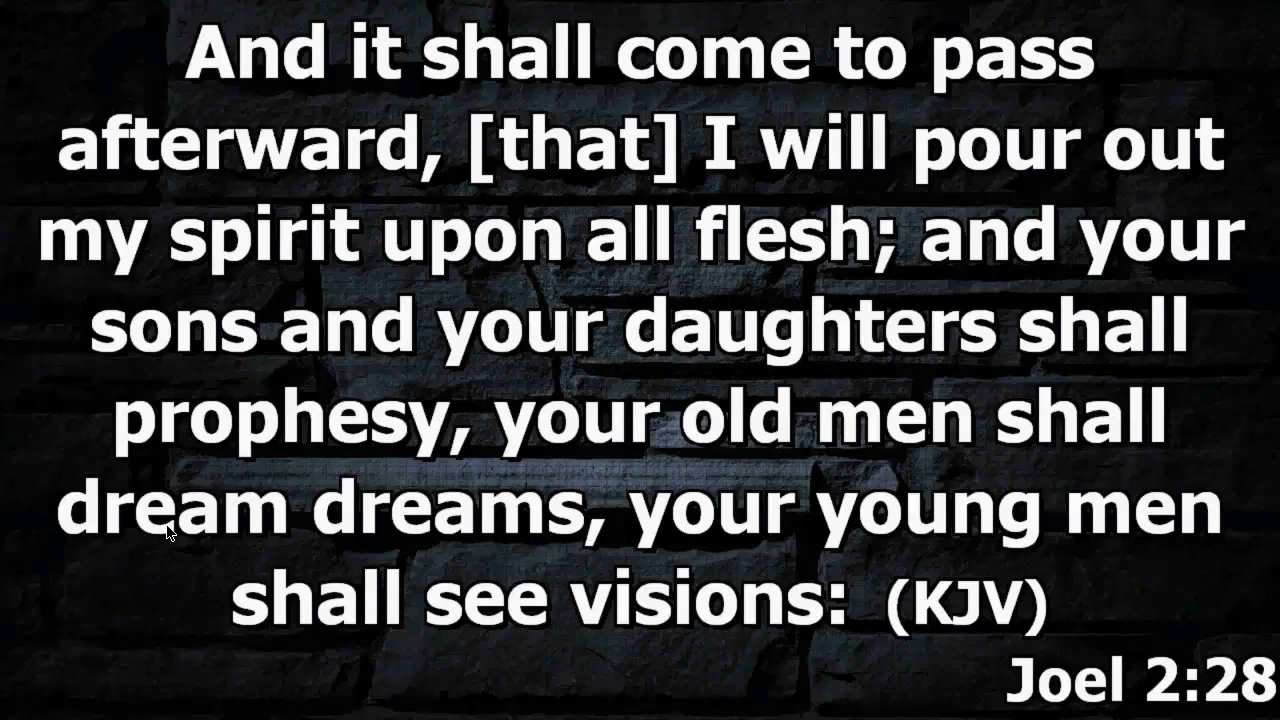 And it shall come to pass
afterward, [that] I will pour out
my spirit upon all flesh; and your
sons and your daughters shall
prophesy, your old men shall
dream dreams, your young men
shall see visions: (KJV)
Joel 2:28